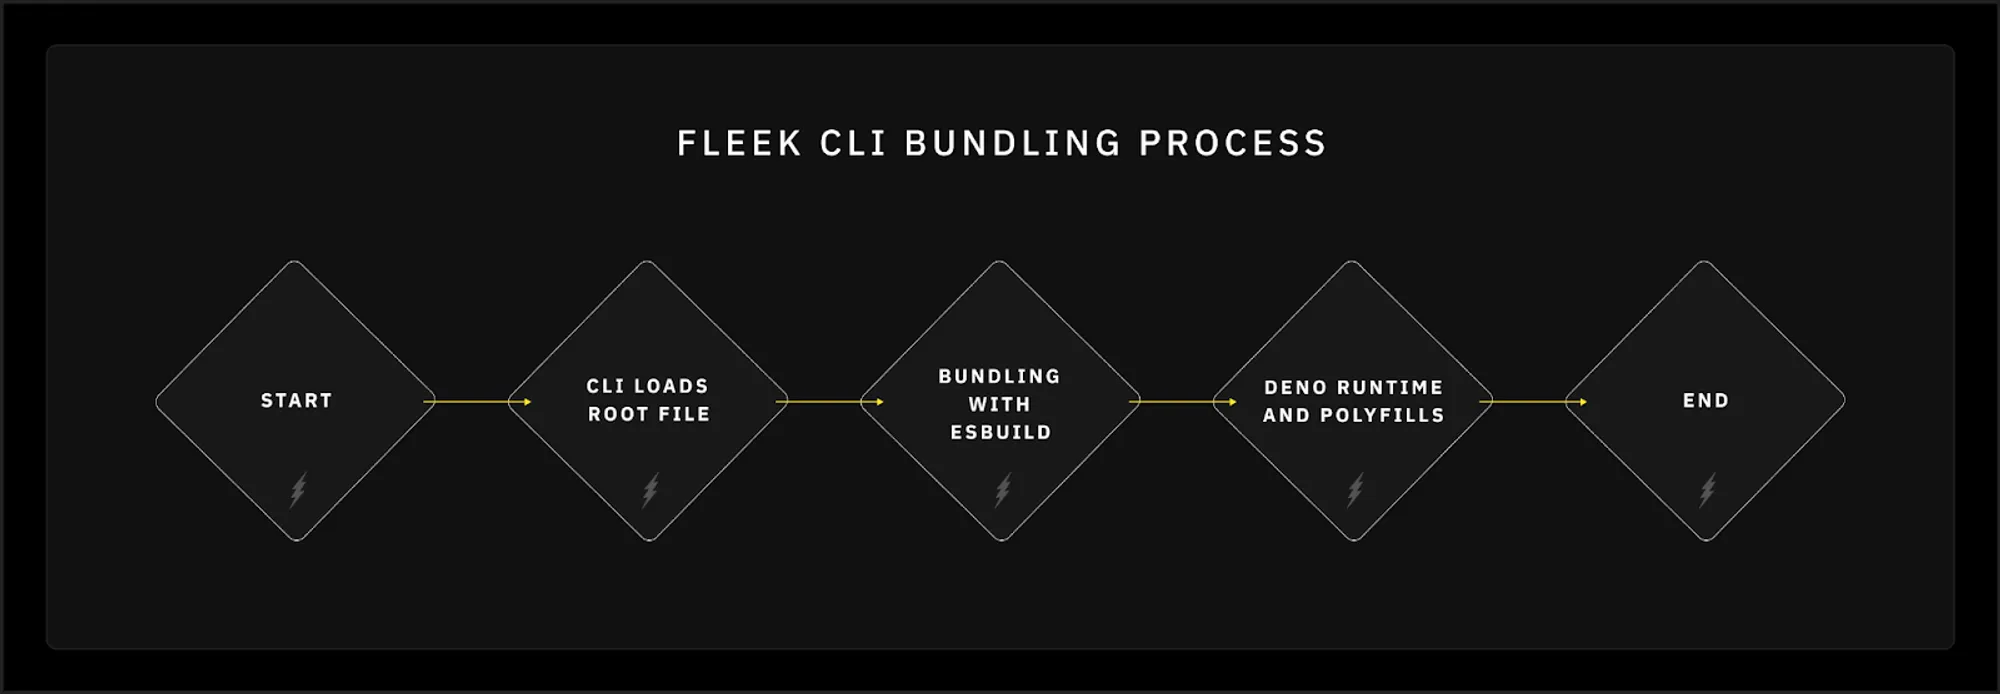 FLEEK CLI BUNDLING PROCESS
START
CLI LOADS
ROOT FILE
BUNDLING
WITH
ESBUILD
DENO RUNTIME
AND POLYFILLS
END